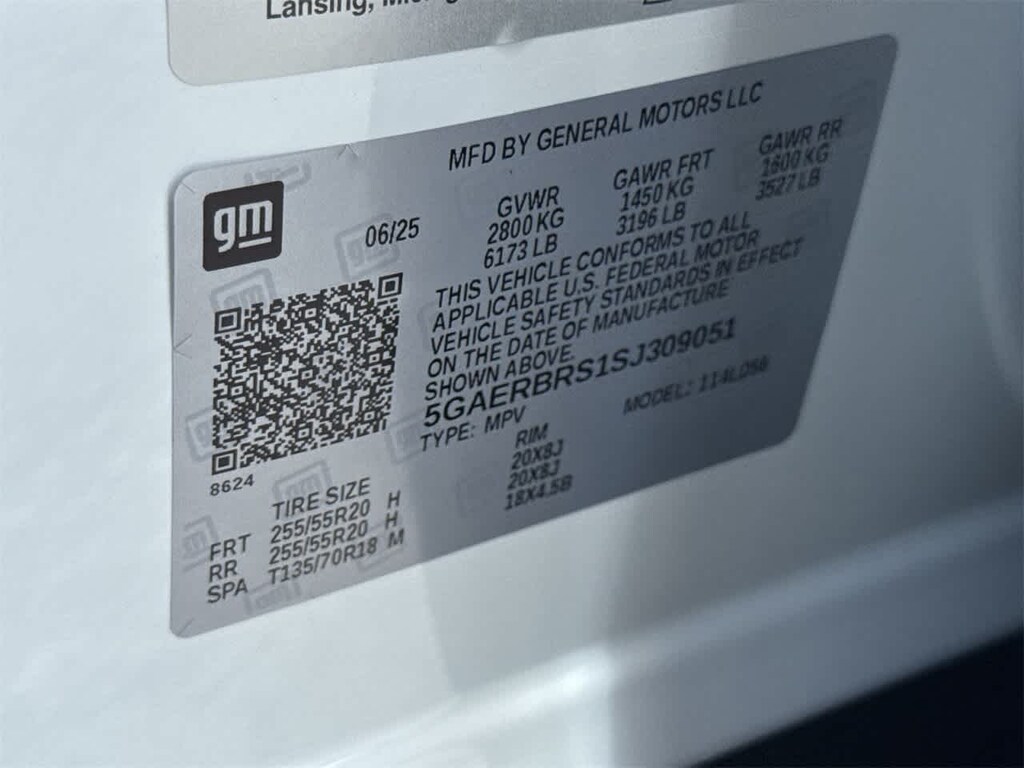 Lansing,
gm
MFD BY GENERAL MOTORS LLC
06/25
GVWR GAWR FRT GAWR RR
2800 KG 1450 KG 1600 KG
6173 LB 3196 LB 3527 LB
THIS VEHICLE CONFORMS TO ALL
APPLICABLE U.S. FEDERAL MOTOR
VEHICLE SAFETY STANDARDS IN EFFECT
ON THE DATE OF MANUFACTURE
SHOWN ABOVE.
5GAERBRS1SJ309051
TYPE: MPV MODEL:
8624
TIRE SIZE RIM
FRT 255/55R20 H 20X8J
RR 255/55R20 H 20X8J
SPA T135/70R18 M 18X4.5B